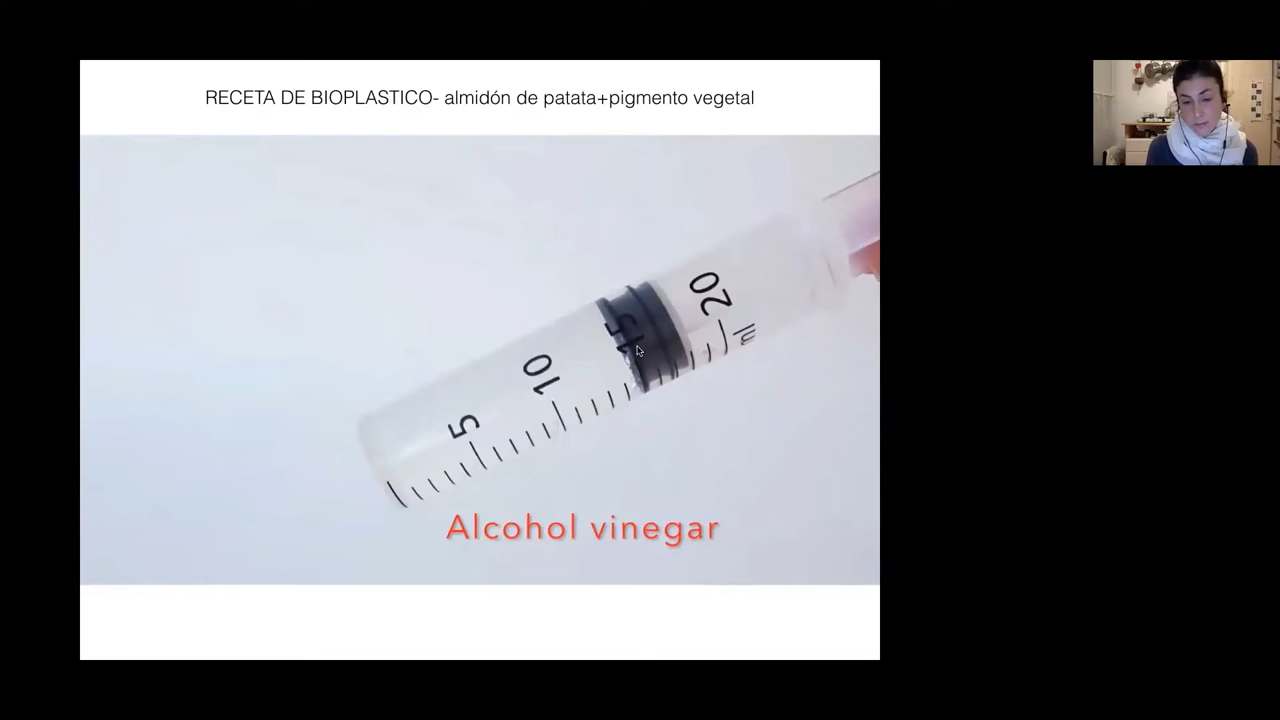 RECETA DE BIOPLASTICO- almidón de patata+pigmento vegetal
5
10
15
20
ml
Alcohol vinegar